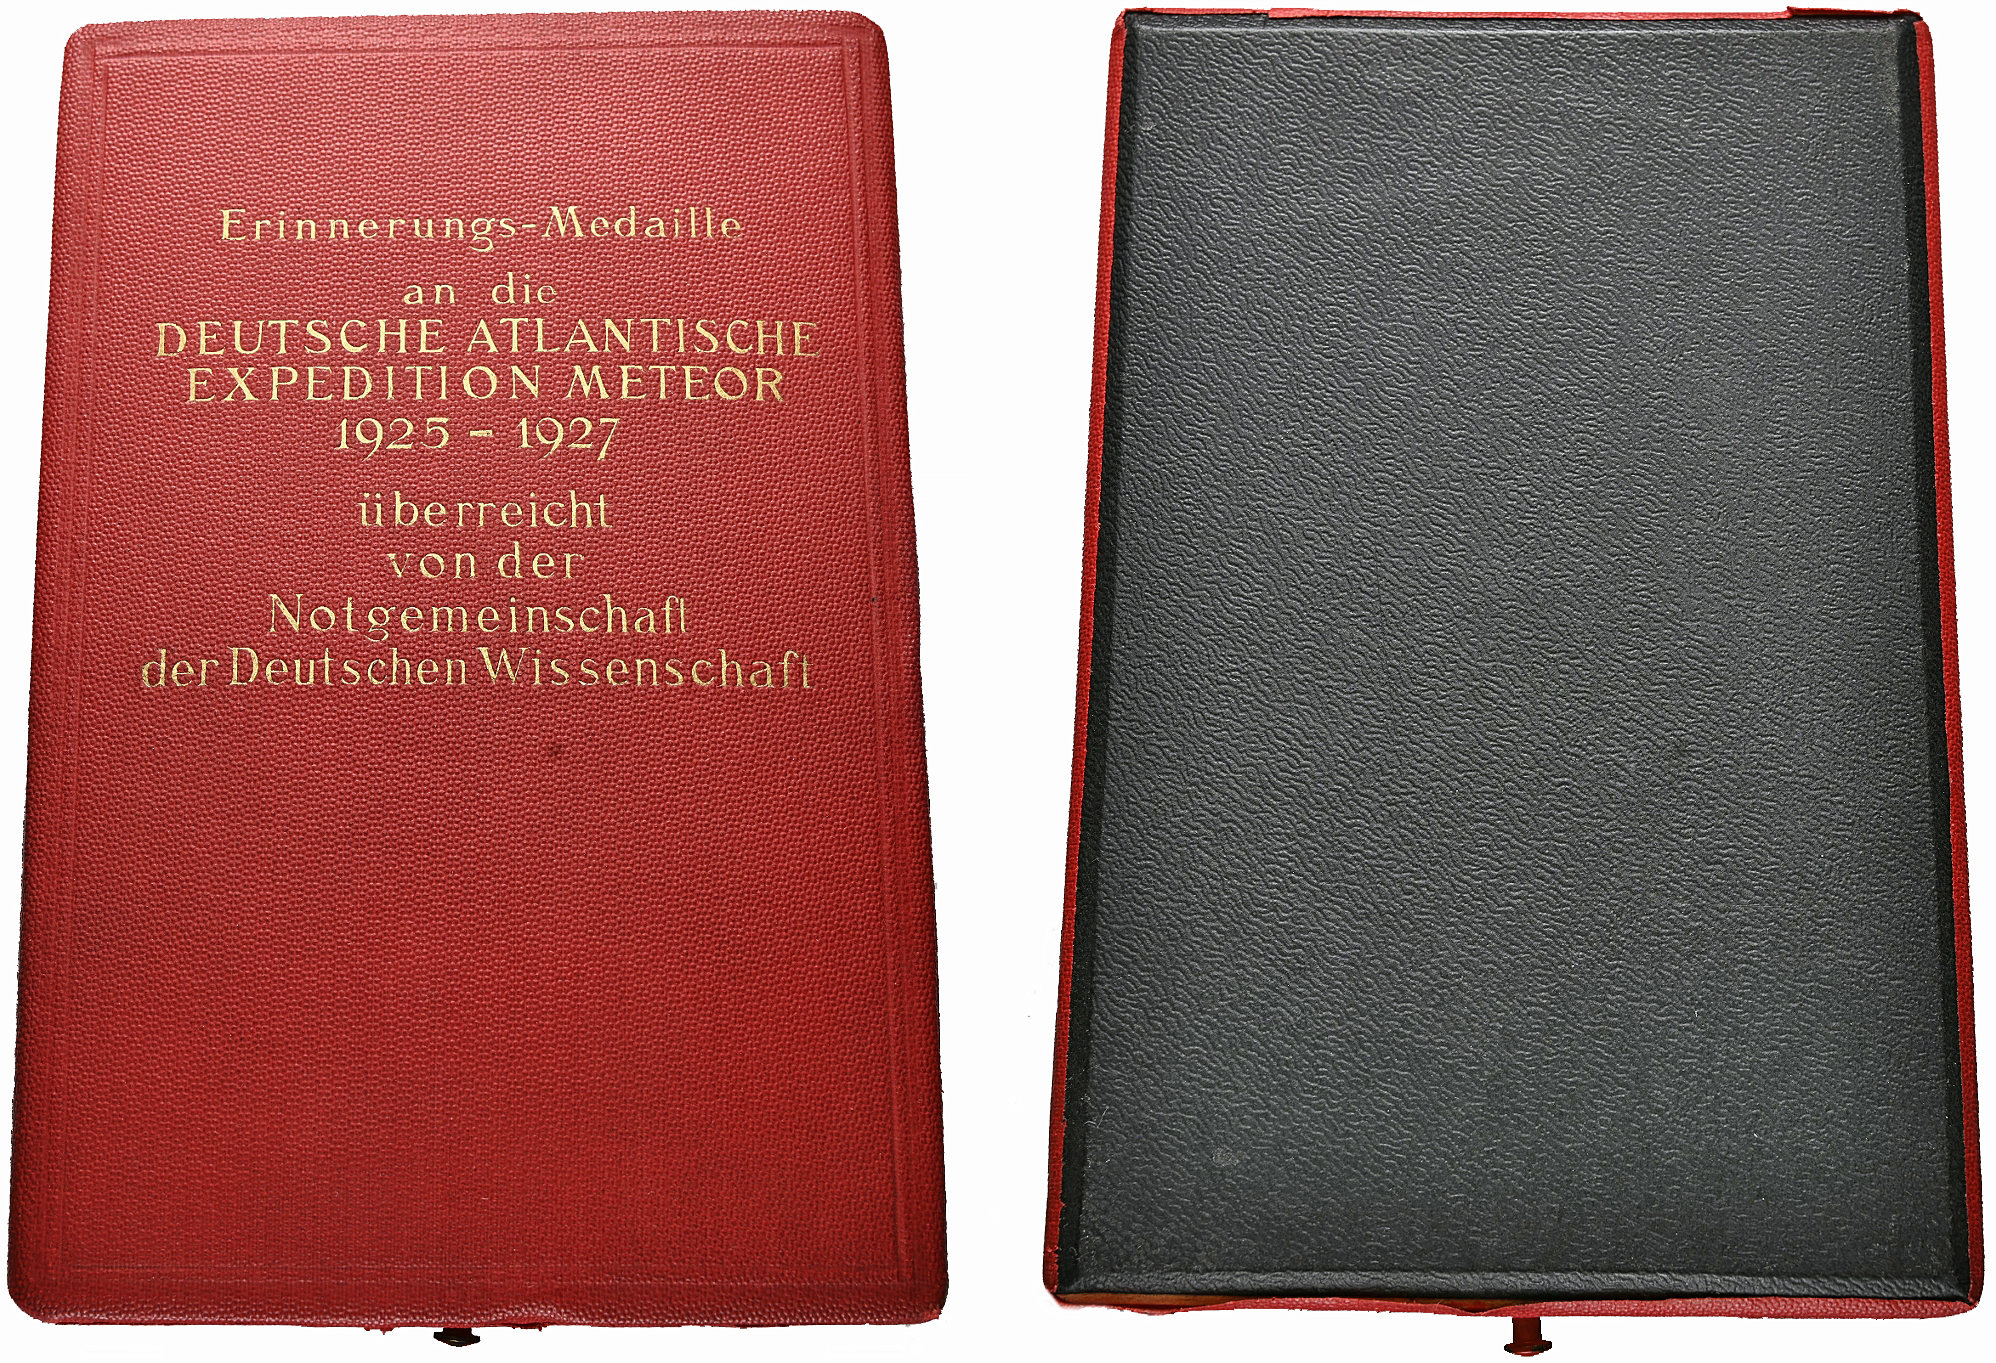 Erinnerungs-Medaille
an die
DEUTSCHE ATLANTISCHE
EXPEDITION METEOR
1925 - 1927
überreicht
von der
Notgemeinschaft
der Deutschen Wissenschaft